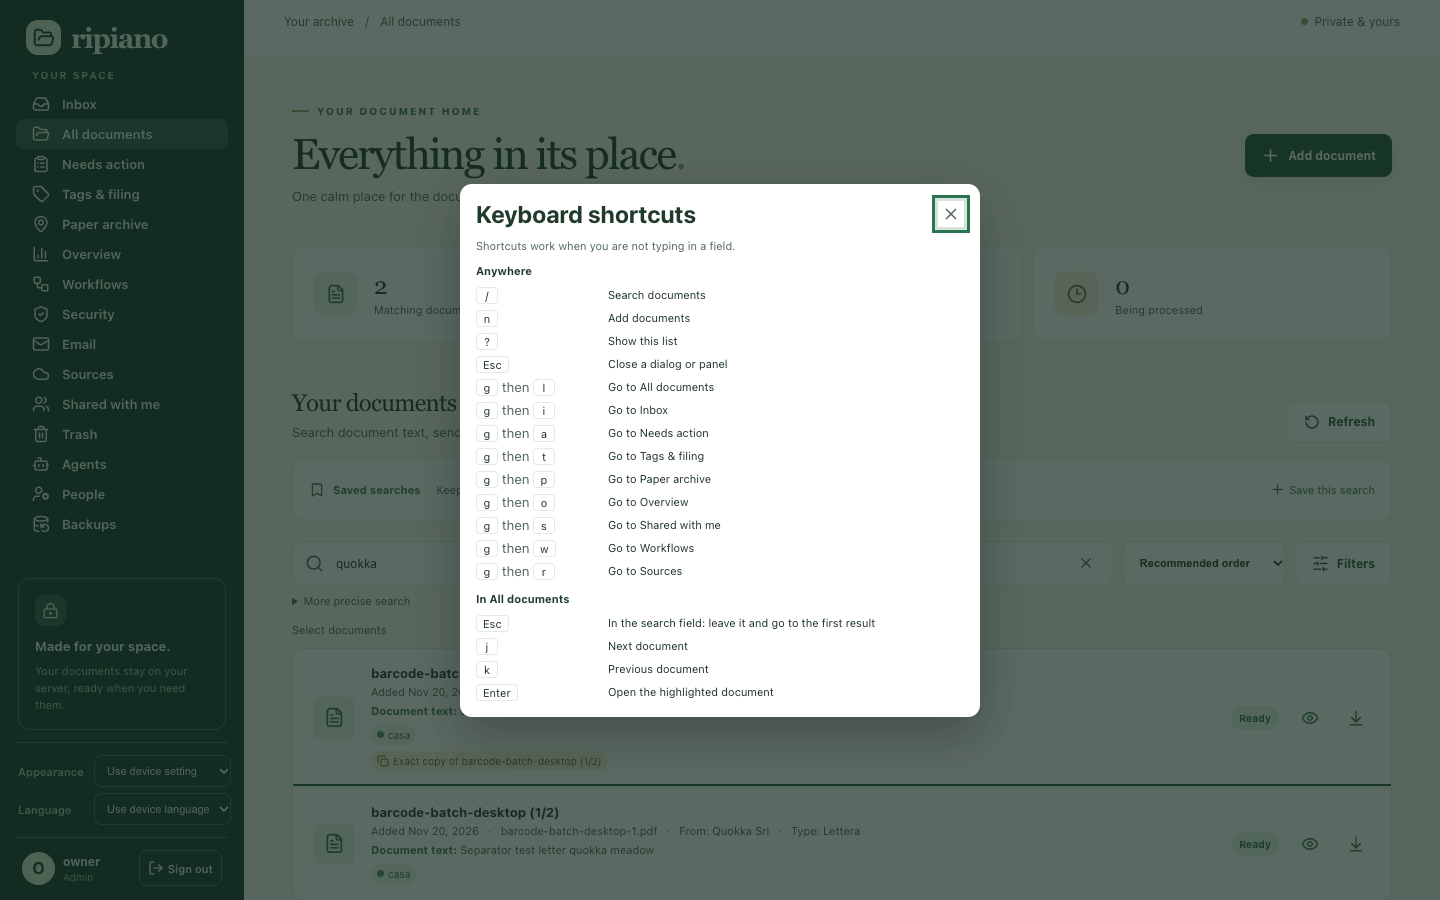 ripiano
Your archive / All documents
Private & yours
YOUR SPACE
Inbox
All documents
Needs action
Tags & filing
Paper archive
Overview
Workflows
Security
Email
Sources
Shared with me
Trash
Agents
People
Backups
Made for your space.
Your documents stay on your
server, ready when you need
them.
Appearance Use device setting
Language Use device language
O owner
Admin
Sign out
YOUR DOCUMENT HOME
Everything in its place.
One calm place for the
Add document
2
Matching
0
Being processed
Your documents
Search document text,
Refresh
Saved searches
Save this search
quokka
Recommended order
Filters
More precise search
Select documents
Added Nov 20,
Document text:
casa
Exact copy of barcode-batch-desktop (1/2)
Ready
barcode-batch-desktop (1/2)
Added Nov 20, 2026 · barcode-batch-desktop-1.pdf · From: Quokka Srl · Type: Lettera
Document text: Separator test letter quokka meadow
casa
Ready
Keyboard shortcuts
Shortcuts work when you are not typing in a field.
Anywhere
/ Search documents
n Add documents
? Show this list
Esc Close a dialog or panel
g then l Go to All documents
g then i Go to Inbox
g then a Go to Needs action
g then t Go to Tags & filing
g then p Go to Paper archive
g then o Go to Overview
g then s Go to Shared with me
g then w Go to Workflows
g then r Go to Sources
In All documents
Esc In the search field: leave it and go to the first result
j Next document
k Previous document
Enter Open the highlighted document